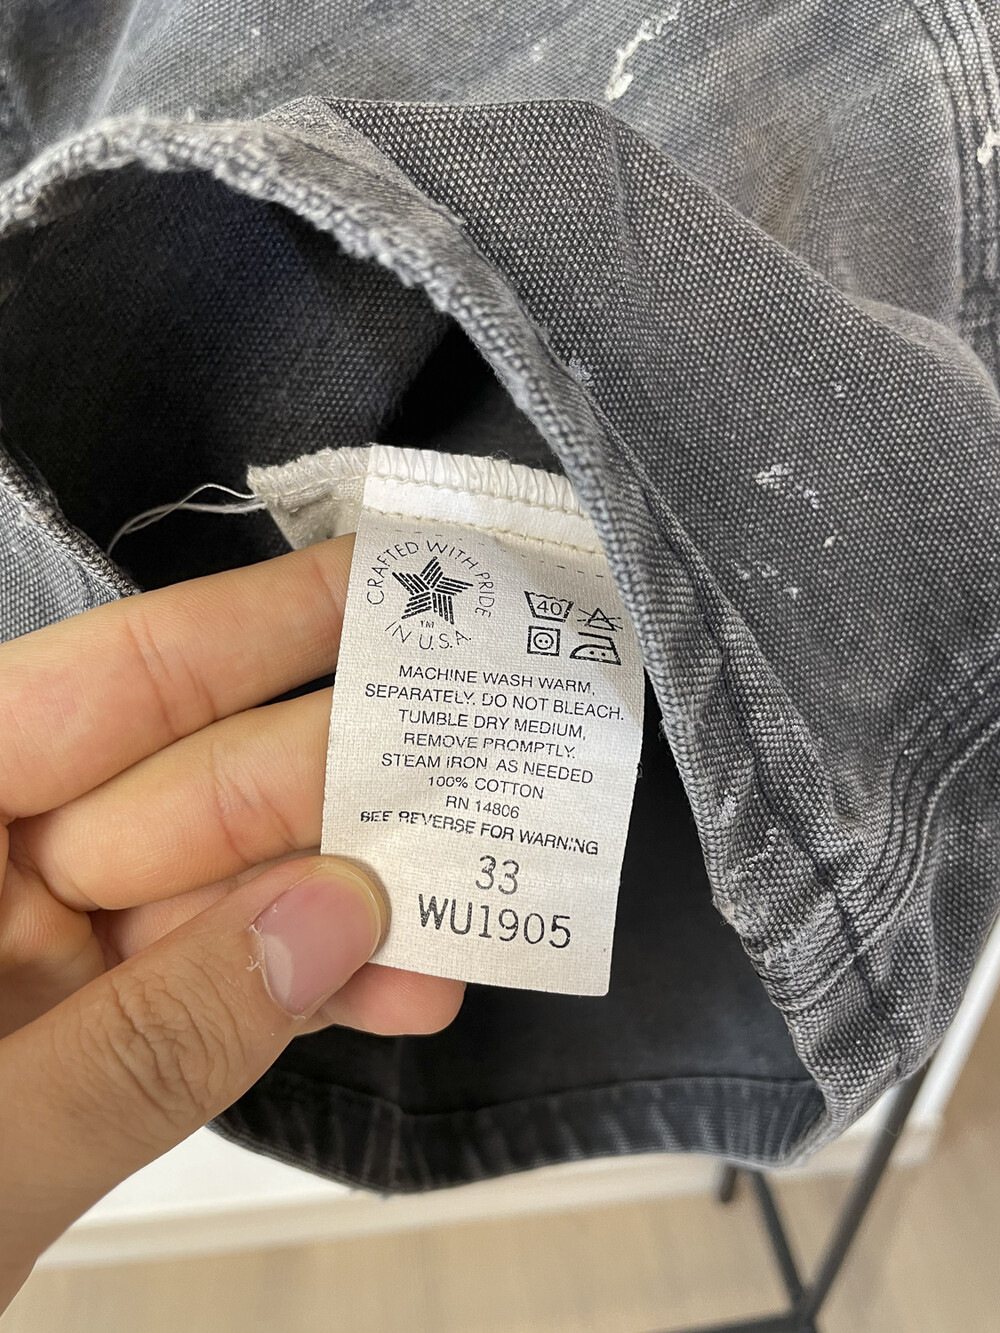 CRAFTED WITH PRIDE
IN U.S.A.
TM
40
MACHINE WASH WARM,
SEPARATELY. DO NOT BLEACH.
TUMBLE DRY MEDIUM,
REMOVE PROMPTLY.
STEAM IRON AS NEEDED
100% COTTON
RN 14806
SEE REVERSE FOR WARNING
33
WU1905